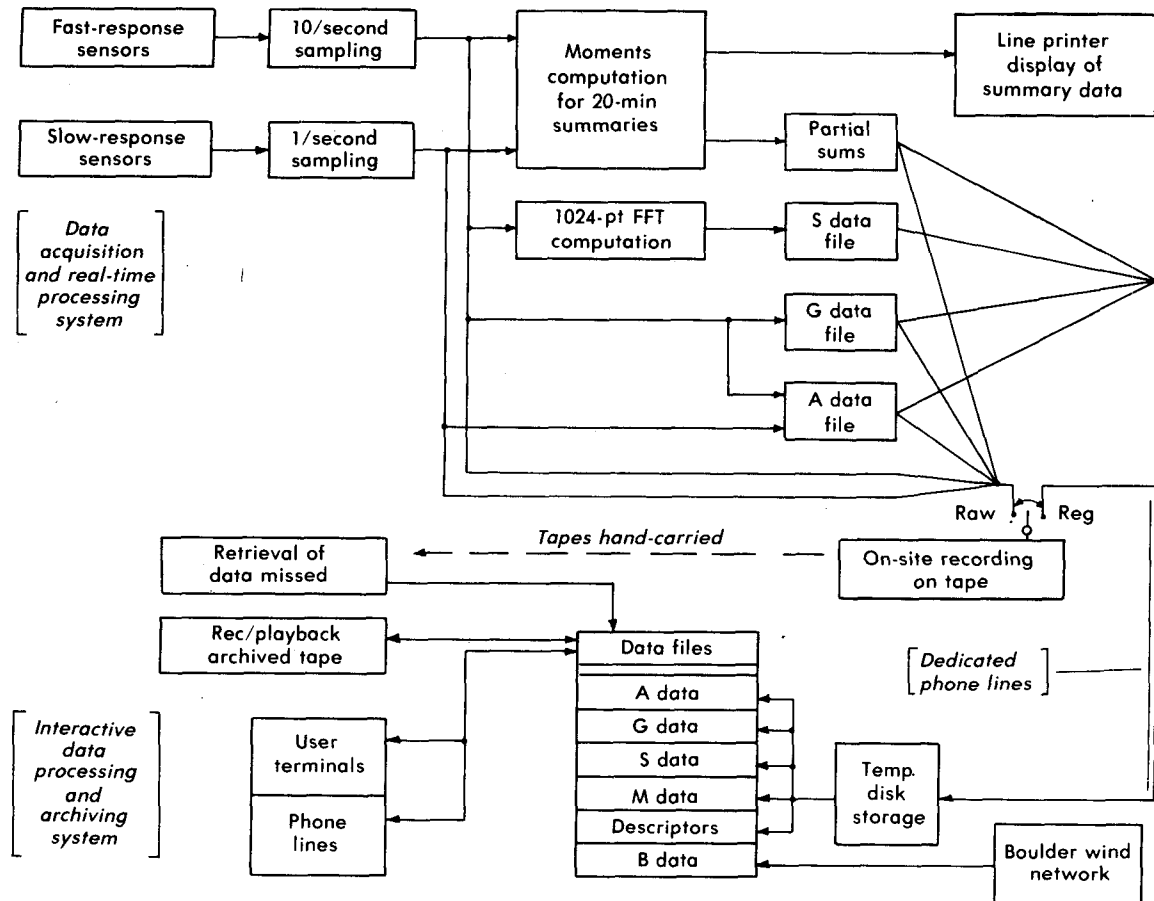 Fast-response
sensors
10/second
sampling
Moments
computation
for 20-min
summaries
Line printer
display of
summary data
Slow-response
sensors
1/second
sampling
Partial
sums
Data
acquisition
and real-time
processing
system
1024-pt FFT
computation
S data
file
G data
file
A data
file
Raw
Reg
Tapes hand-carried
Retrieval of
data missed
On-site recording
on tape
Rec/playback
archived tape
Data files
Dedicated
phone lines
A data
G data
S data
M data
Descriptors
B data
Interactive
data
processing
and
archiving
system
User
terminals
Phone
lines
Temp.
disk
storage
Boulder wind
network